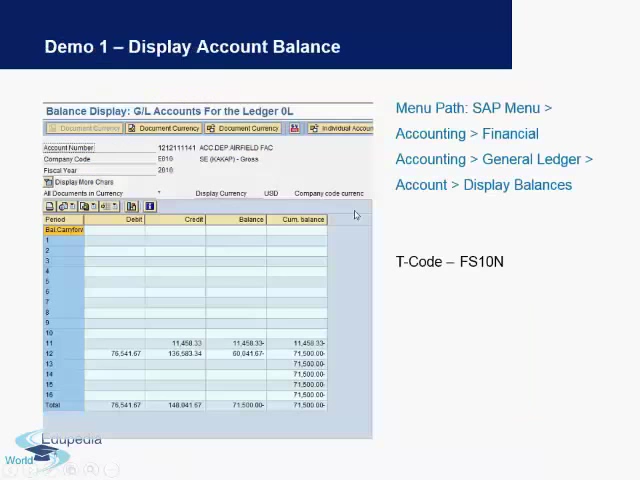 Demo 1 – Display Account Balance
Balance Display: G/L Accounts For the Ledger 0L
Document Currency Document Currency Document Currency Individual Accoun
Account Number 1212111141 ACC.DEP AIRFIELD FAC
Company Code E010 SE (KAKAP) - Gross
Fiscal Year 2010
Display More Chars
All Documents in Currency * Display Currency USD Company code currenc
Period Debit Credit Balance Cum. balance
Bal.Carryforv
1
2
3
4
5
6
7
8
9
10
11 11,458.33 11,458.33- 11,458.33-
12 76,541.67 136,583.34 60,041.67- 71,500.00-
13 71,500.00-
14 71,500.00-
15 71,500.00-
16 71,500.00-
Total 76,541.67 148,041.67 71,500.00- 71,500.00-
Menu Path: SAP Menu >
Accounting > Financial
Accounting > General Ledger >
Account > Display Balances
T-Code – FS10N
Edupedia
World